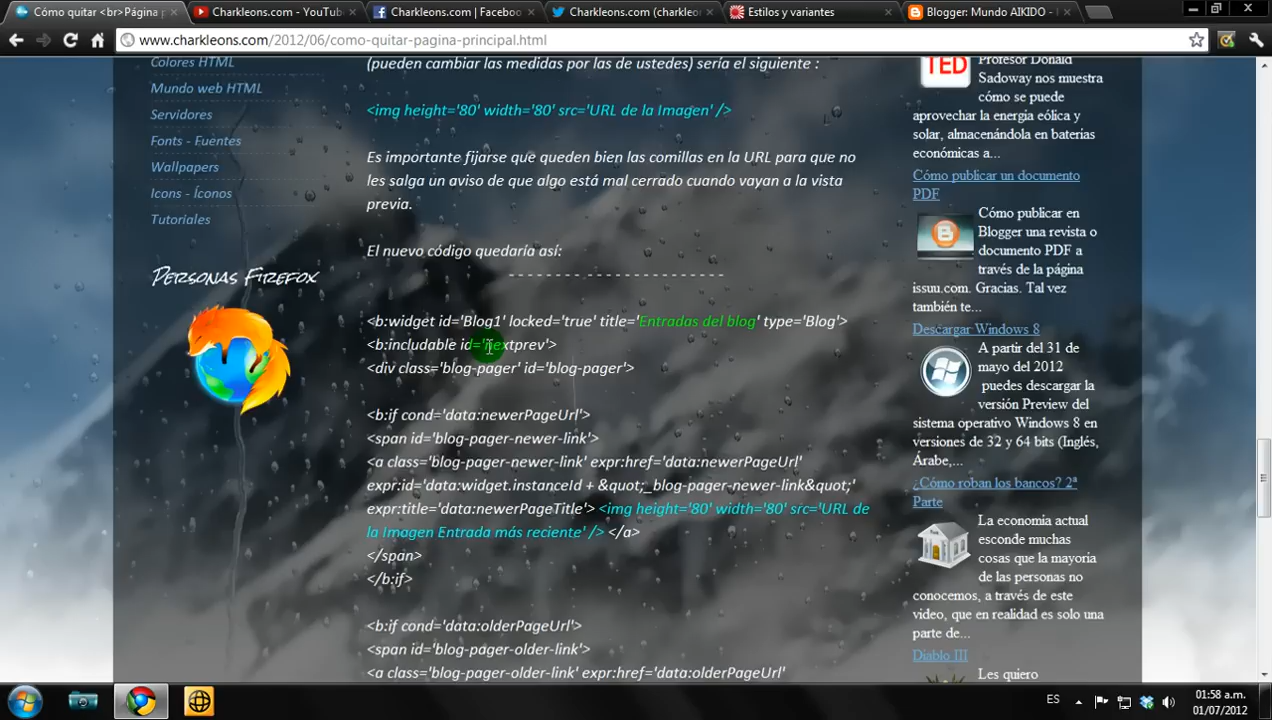 Cómo quitar <br>Página p
Charkleons.com - YouTube
Charkleons.com | Faceboo
Charkleons.com (charkleo
Estilos y variantes
Blogger: Mundo AIKIDO -
www.charkleons.com/2012/06/como-quitar-pagina-principal.html
Colores HTML
Mundo web HTML
Servidores
Fonts - Fuentes
Wallpapers
Icons - Íconos
Tutoriales
Personas Firefox
(pueden cambiar las medidas por las de ustedes) sería el siguiente :
<img height='80' width='80' src='URL de la Imagen' />
Es importante fijarse que queden bien las comillas en la URL para que no
les salga un aviso de que algo está mal cerrado cuando vayan a la vista
previa.
El nuevo código quedaría así:
- - - - - - - - - - - - - - - - - - - - - -
<b:widget id='Blog1' locked='true' title='Entradas del blog' type='Blog'>
<b:includable id='nextprev'>
<div class='blog-pager' id='blog-pager'>
<b:if cond='data:newerPageUrl'>
<span id='blog-pager-newer-link'>
<a class='blog-pager-newer-link' expr:href='data:newerPageUrl'
expr:id='data:widget.instanceId + &quot;_blog-pager-newer-link&quot;'
expr:title='data:newerPageTitle'> <img height='80' width='80' src='URL de
la Imagen Entrada más reciente' /> </a>
</span>
</b:if>
<b:if cond='data:olderPageUrl'>
<span id='blog-pager-older-link'>
<a class='blog-pager-older-link' expr:href='data:olderPageUrl'
TED
Profesor Donald
Sadoway nos muestra
cómo se puede
aprovechar la energía eólica y
solar, almacenándola en baterías
económicas a...
Cómo publicar un documento
PDF
Cómo publicar en
Blogger una revista o
documento PDF a
través de la página
issuu.com. Gracias. Tal vez
también te...
Descargar Windows 8
A partir del 31 de
mayo del 2012
puedes descargar la
versión Preview del
sistema operativo Windows 8 en
versiones de 32 y 64 bits (Inglés,
Árabe,...
¿Cómo roban los bancos? 2ª
Parte
La economía actual
esconde muchas
cosas que la mayoría
de las personas no
conocemos, a través de este
video, que en realidad es solo una
parte de...
Diablo III
Les quiero
ES
01:58 a.m.
01/07/2012